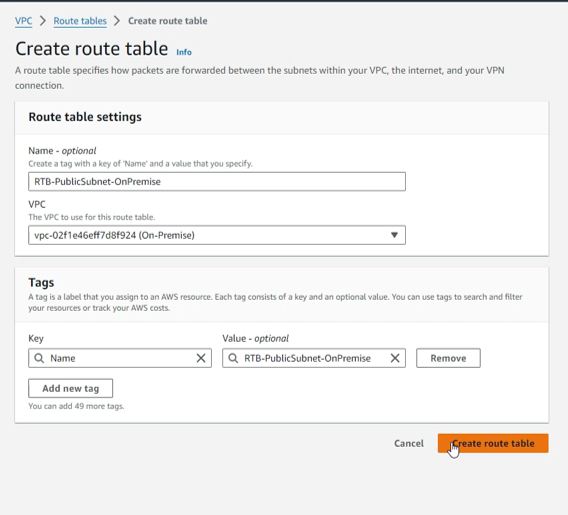 VPC > Route tables > Create route table
Create route table Info
A route table specifies how packets are forwarded between the subnets within your VPC, the internet, and your VPN
connection.
Route table settings
Name - optional
Create a tag with a key of 'Name' and a value that you specify.
RTB-PublicSubnet-OnPremise
VPC
The VPC to use for this route table.
vpc-02f1e46eff7d8f924 (On-Premise)
Tags
A tag is a label that you assign to an AWS resource. Each tag consists of a key and an optional value. You can use tags to search and filter
your resources or track your AWS costs.
Key Value - optional
Name RTB-PublicSubnet-OnPremise Remove
Add new tag
You can add 49 more tags.
Cancel Create route table